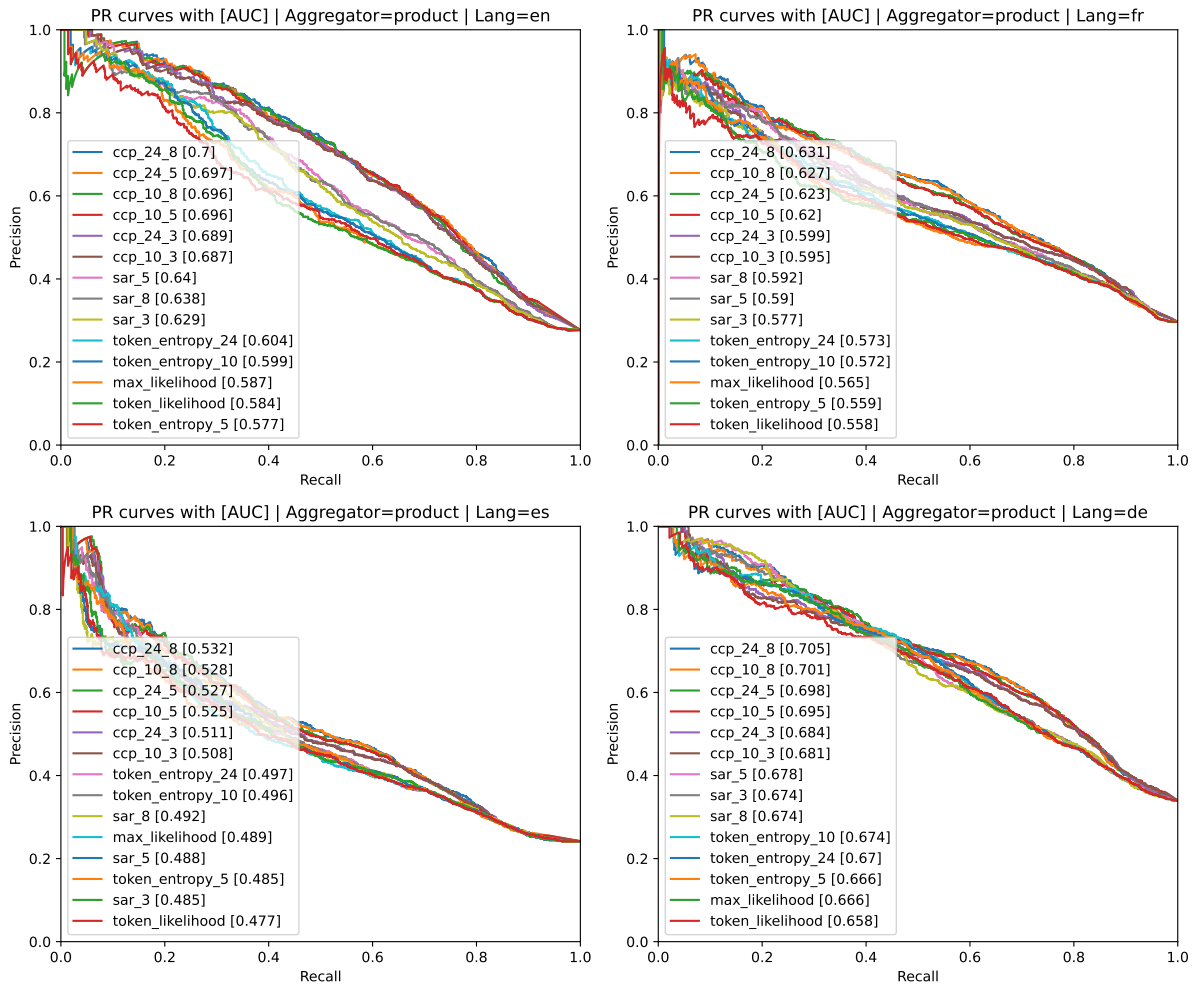 PR curves with [AUC] | Aggregator=product | Lang=en
1.0
0.8
0.6
0.4
0.2
0.0
Precision
ccp_24_8 [0.7]
ccp_24_5 [0.697]
ccp_10_8 [0.696]
ccp_10_5 [0.696]
ccp_24_3 [0.689]
ccp_10_3 [0.687]
sar_5 [0.64]
sar_8 [0.638]
sar_3 [0.629]
token_entropy_24 [0.604]
token_entropy_10 [0.599]
max_likelihood [0.587]
token_likelihood [0.584]
token_entropy_5 [0.577]
0.0 0.2 0.4 0.6 0.8 1.0
Recall
PR curves with [AUC] | Aggregator=product | Lang=fr
1.0
0.8
0.6
0.4
0.2
0.0
Precision
ccp_24_8 [0.631]
ccp_10_8 [0.627]
ccp_24_5 [0.623]
ccp_10_5 [0.62]
ccp_24_3 [0.599]
ccp_10_3 [0.595]
sar_8 [0.592]
sar_5 [0.59]
sar_3 [0.577]
token_entropy_24 [0.573]
token_entropy_10 [0.572]
max_likelihood [0.565]
token_entropy_5 [0.559]
token_likelihood [0.558]
0.0 0.2 0.4 0.6 0.8 1.0
Recall
PR curves with [AUC] | Aggregator=product | Lang=es
1.0
0.8
0.6
0.4
0.2
0.0
Precision
ccp_24_8 [0.532]
ccp_10_8 [0.528]
ccp_24_5 [0.527]
ccp_10_5 [0.525]
ccp_24_3 [0.511]
ccp_10_3 [0.508]
token_entropy_24 [0.497]
token_entropy_10 [0.496]
sar_8 [0.492]
max_likelihood [0.489]
sar_5 [0.488]
token_entropy_5 [0.485]
sar_3 [0.485]
token_likelihood [0.477]
0.0 0.2 0.4 0.6 0.8 1.0
Recall
PR curves with [AUC] | Aggregator=product | Lang=de
1.0
0.8
0.6
0.4
0.2
0.0
Precision
ccp_24_8 [0.705]
ccp_10_8 [0.701]
ccp_24_5 [0.698]
ccp_10_5 [0.695]
ccp_24_3 [0.684]
ccp_10_3 [0.681]
sar_5 [0.678]
sar_3 [0.674]
sar_8 [0.674]
token_entropy_10 [0.674]
token_entropy_24 [0.67]
token_entropy_5 [0.666]
max_likelihood [0.666]
token_likelihood [0.658]
0.0 0.2 0.4 0.6 0.8 1.0
Recall